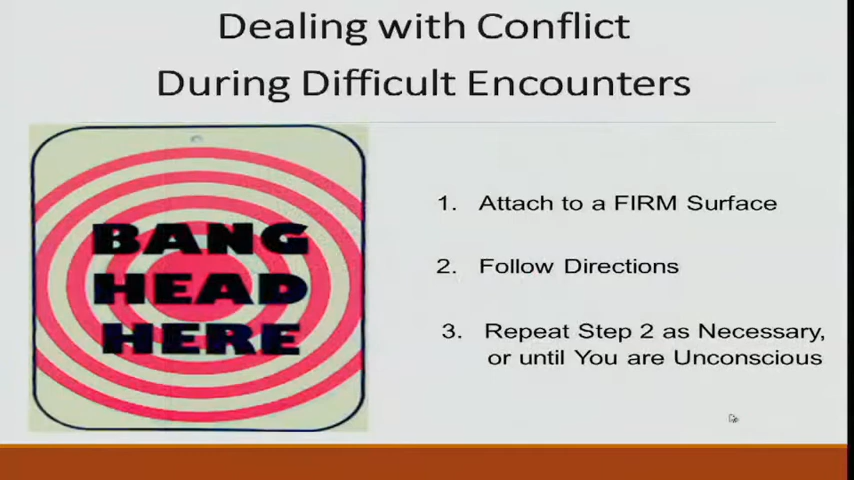 Dealing with Conflict
During Difficult Encounters
BANG
HEAD
HERE
1. Attach to a FIRM Surface
2. Follow Directions
3. Repeat Step 2 as Necessary,
or until You are Unconscious